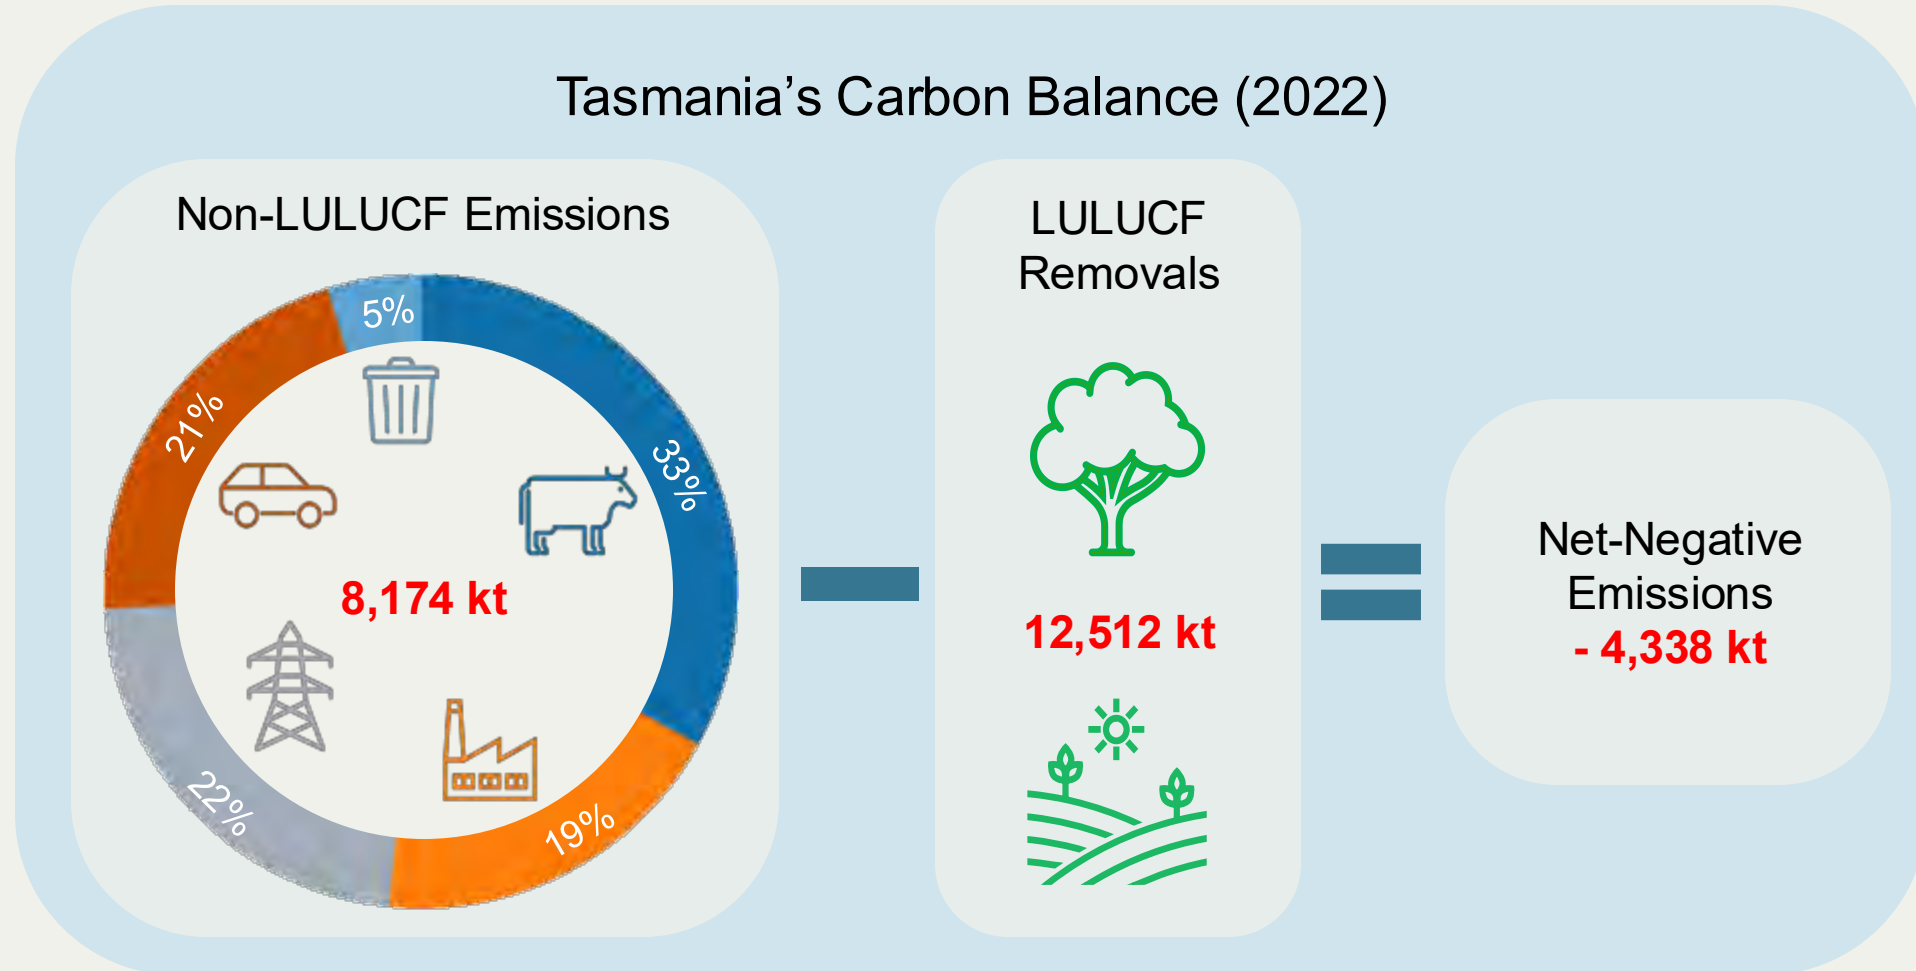 Tasmania’s Carbon Balance (2022)
Non-LULUCF Emissions
5%
33%
21%
8,174 kt
22%
19%
LULUCF
Removals
12,512 kt
Net-Negative
Emissions
- 4,338 kt